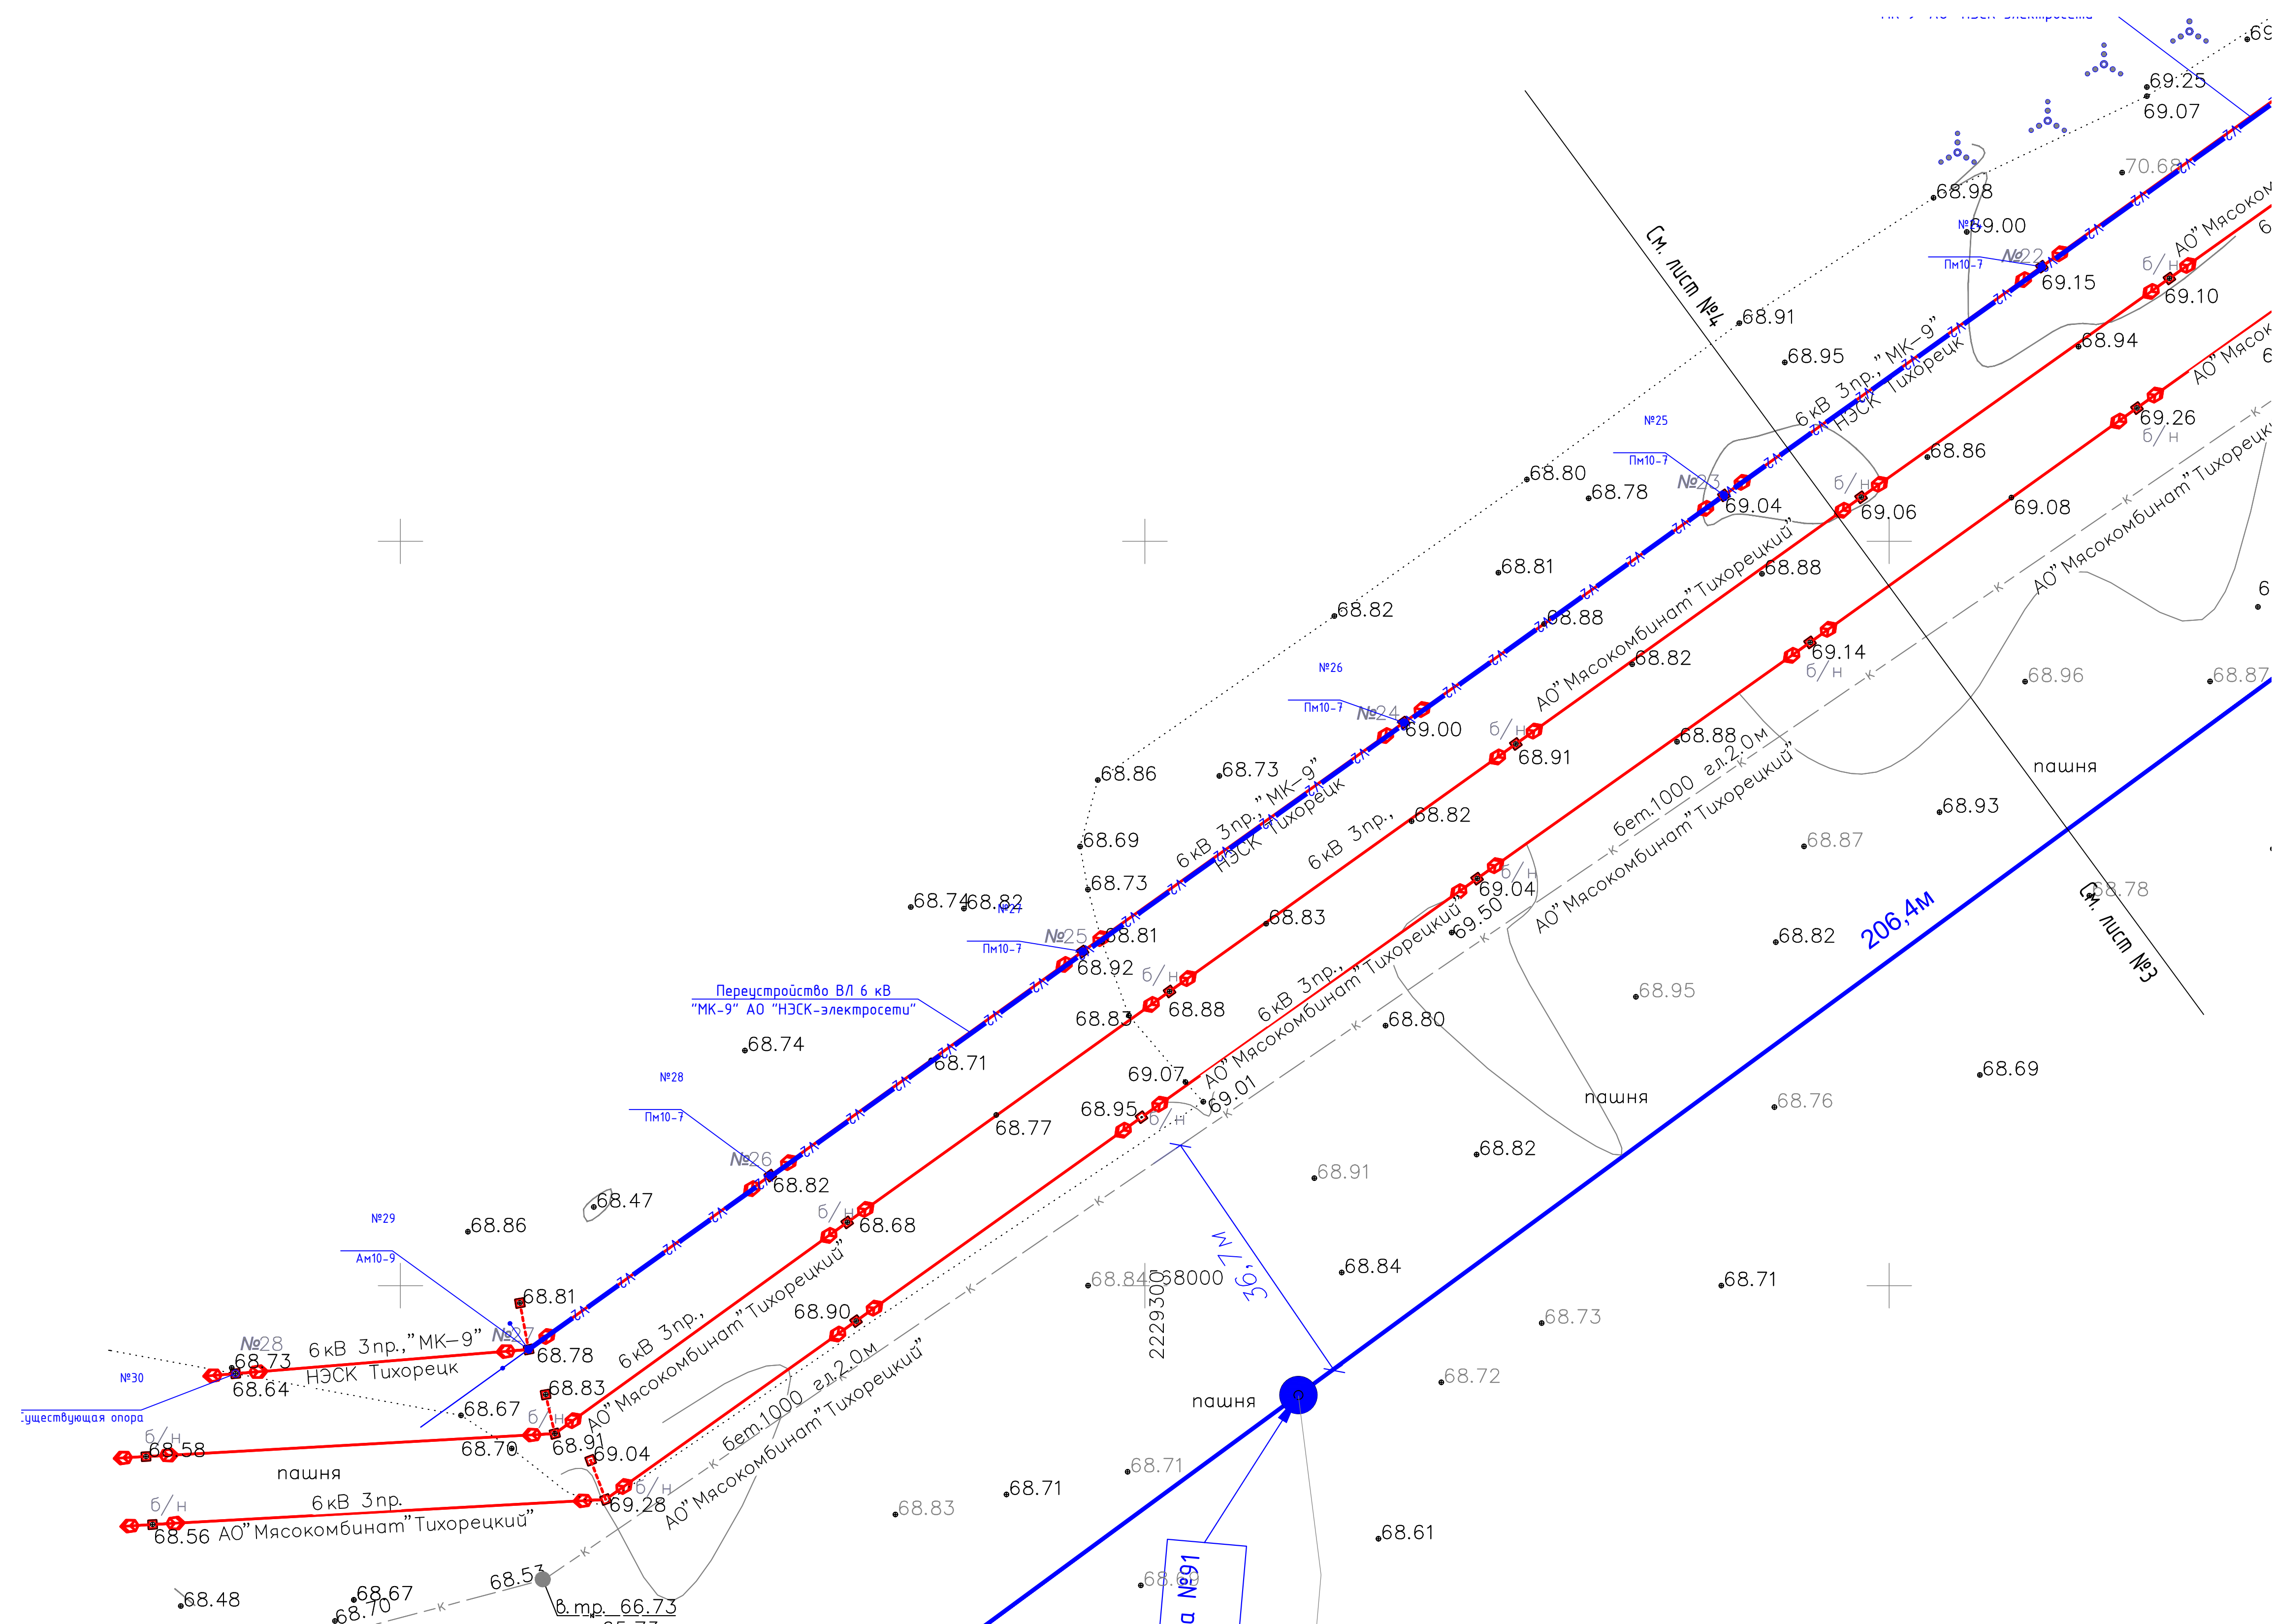 69.25
69.07
70.68
68.98
69.00
№22
Пм10-7
69.15
б/н
69.10
АО"Мясоком
См. лист №4
68.91
68.95
68.94
6кВ 3пр.,"МК-9"
НЭСК Тихорецк
АО"Мясок
69.26
б/н
№25
Пм10-7
№23
69.04
68.80
68.78
68.86
б/н
69.06
69.08
АО"Мясокомбинат"Тихорецкий
68.81
68.88
68.88
68.82
68.82
АО"Мясокомбинат"Тихорецкий"
69.14
б/н
68.96
68.87
№26
Пм10-7
№24
69.00
б/н
68.91
68.88
бет.1000 гл.2.0м
АО"Мясокомбинат"Тихорецкий"
пашня
68.86
68.73
68.69
68.73
6кВ 3пр.,"МК-9"
НЭСК Тихорецк
6кВ 3пр.,
68.82
68.93
68.87
68.78
См. лист №3
206,4м
68.74
68.82
№27
Пм10-7
№25
68.81
68.92
68.83
69.04
б/н
69.50
68.82
68.95
Переустройство ВЛ 6 кВ
"МК-9" АО "НЭСК-электросети"
б/н
68.88
68.83
6кВ 3пр.,
АО"Мясокомбинат"Тихорецкий"
68.80
68.74
68.71
69.07
69.01
68.69
68.76
пашня
№28
Пм10-7
№26
68.82
68.77
68.95
б/н
68.82
68.91
68.47
68.86
б/н
68.68
№29
Ам10-9
36,7м
68.84
68.84
68000
2229300
68.71
68.73
68.81
№27
68.78
6кВ 3пр.,"МК-9"
НЭСК Тихорецк
№28
68.73
68.64
№30
Существующая опора
6кВ 3пр.,
АО"Мясокомбинат"Тихорецкий"
68.90
68.83
68.67
68.70
б/н
68.91
69.04
б/н
69.28
бет.1000 гл.2.0м
АО"Мясокомбинат"Тихорецкий"
68.72
пашня
б/н
68.58
пашня
6кВ 3пр.
АО"Мясокомбинат"Тихорецкий"
б/н
68.56
68.71
68.71
68.83
68.61
68.69
а №91
68.53
в.тр. 66.73
68.48
68.67
68.70